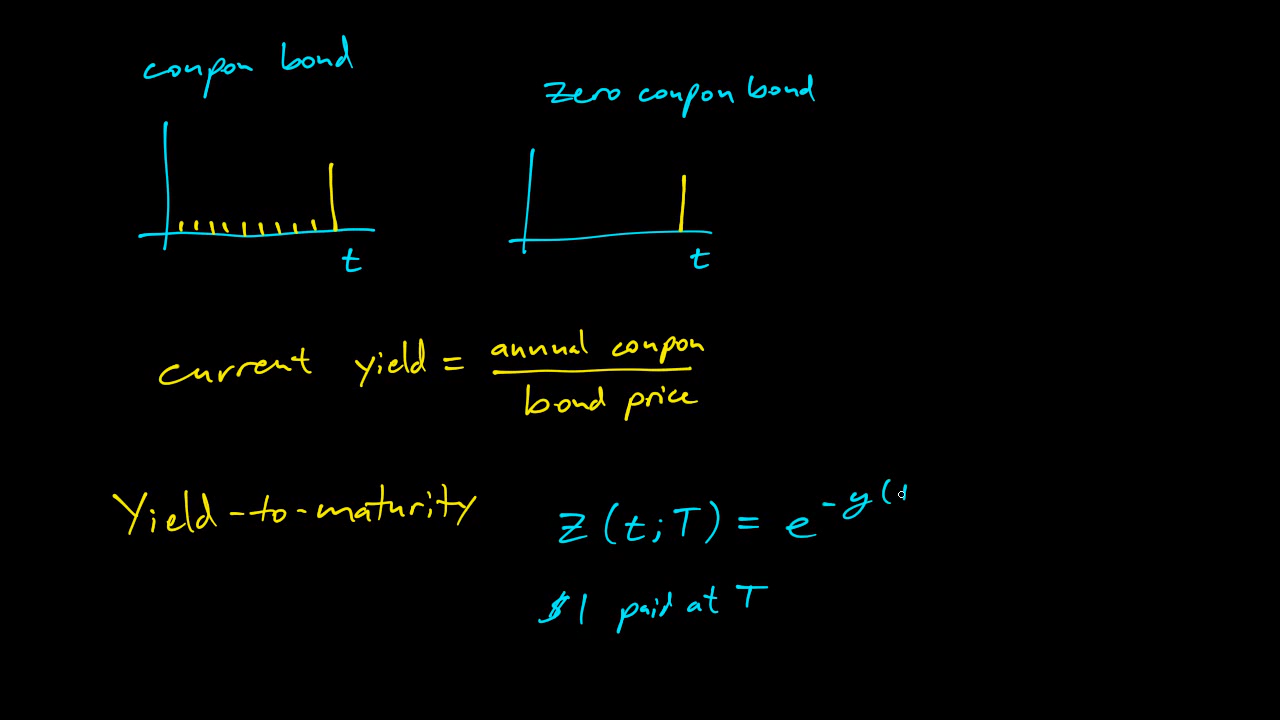 coupon bond
zero coupon bond
t
t
current yield = annual coupon
bond price
Yield-to-maturity
Z(t;T) = e^-y(
$1 paid at T